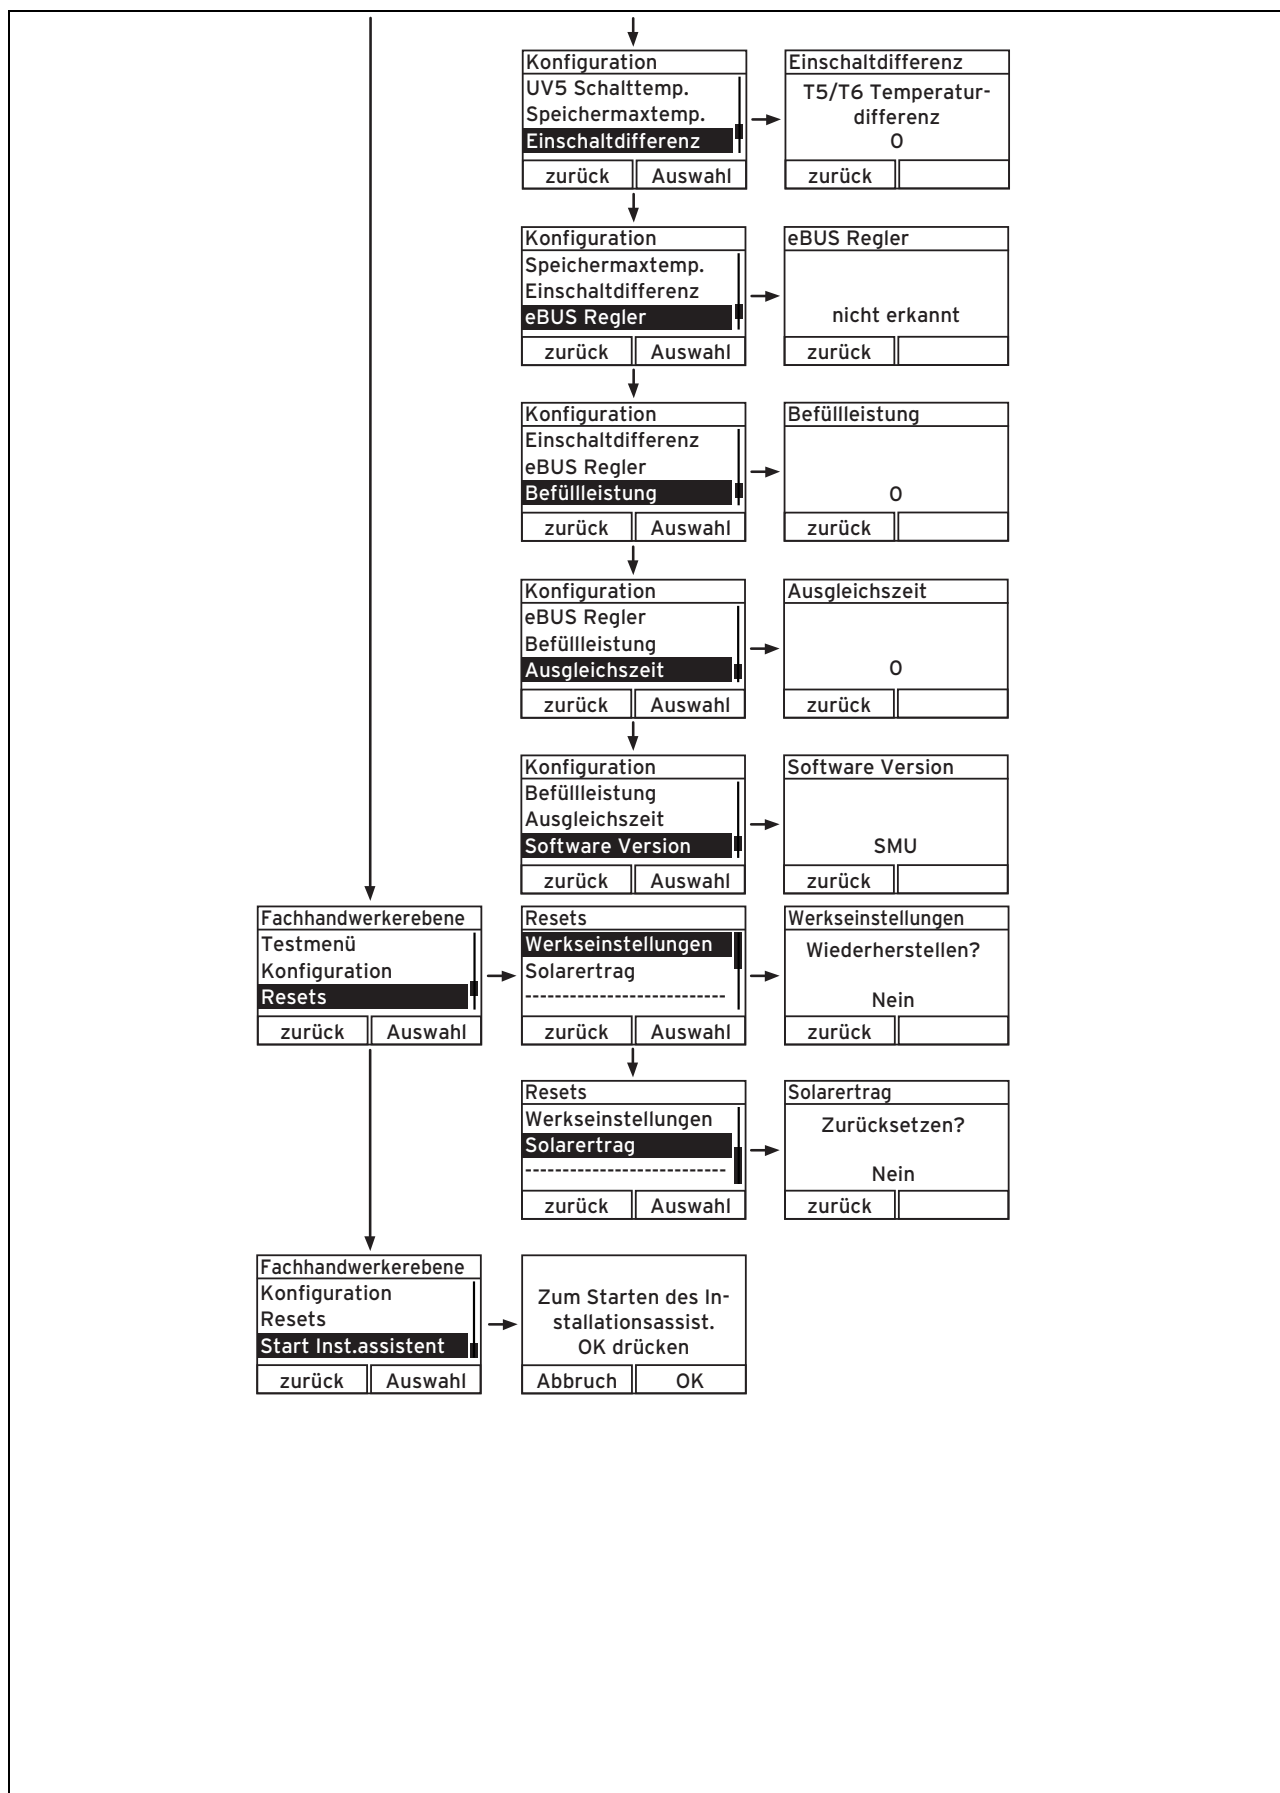 Konfiguration
UV5 Schalttemp.
Speichermaxtemp.
Einschaltdifferenz
zurück Auswahl
Einschaltdifferenz
T5/T6 Temperatur-
differenz
0
zurück
Konfiguration
Speichermaxtemp.
Einschaltdifferenz
eBUS Regler
zurück Auswahl
eBUS Regler
nicht erkannt
zurück
Konfiguration
Einschaltdifferenz
eBUS Regler
Befüllleistung
zurück Auswahl
Befüllleistung
0
zurück
Konfiguration
eBUS Regler
Befüllleistung
Ausgleichszeit
zurück Auswahl
Ausgleichszeit
0
zurück
Konfiguration
Befüllleistung
Ausgleichszeit
Software Version
zurück Auswahl
Software Version
SMU
zurück
Fachhandwerkerebene
Testmenü
Konfiguration
Resets
zurück Auswahl
Resets
Werkseinstellungen
Solarertrag
-------------------------
zurück Auswahl
Werkseinstellungen
Wiederherstellen?
Nein
zurück
Resets
Werkseinstellungen
Solarertrag
-------------------------
zurück Auswahl
Solarertrag
Zurücksetzen?
Nein
zurück
Fachhandwerkerebene
Konfiguration
Resets
Start Inst.assistent
zurück Auswahl
Zum Starten des In-
stallationsassist.
OK drücken
Abbruch OK